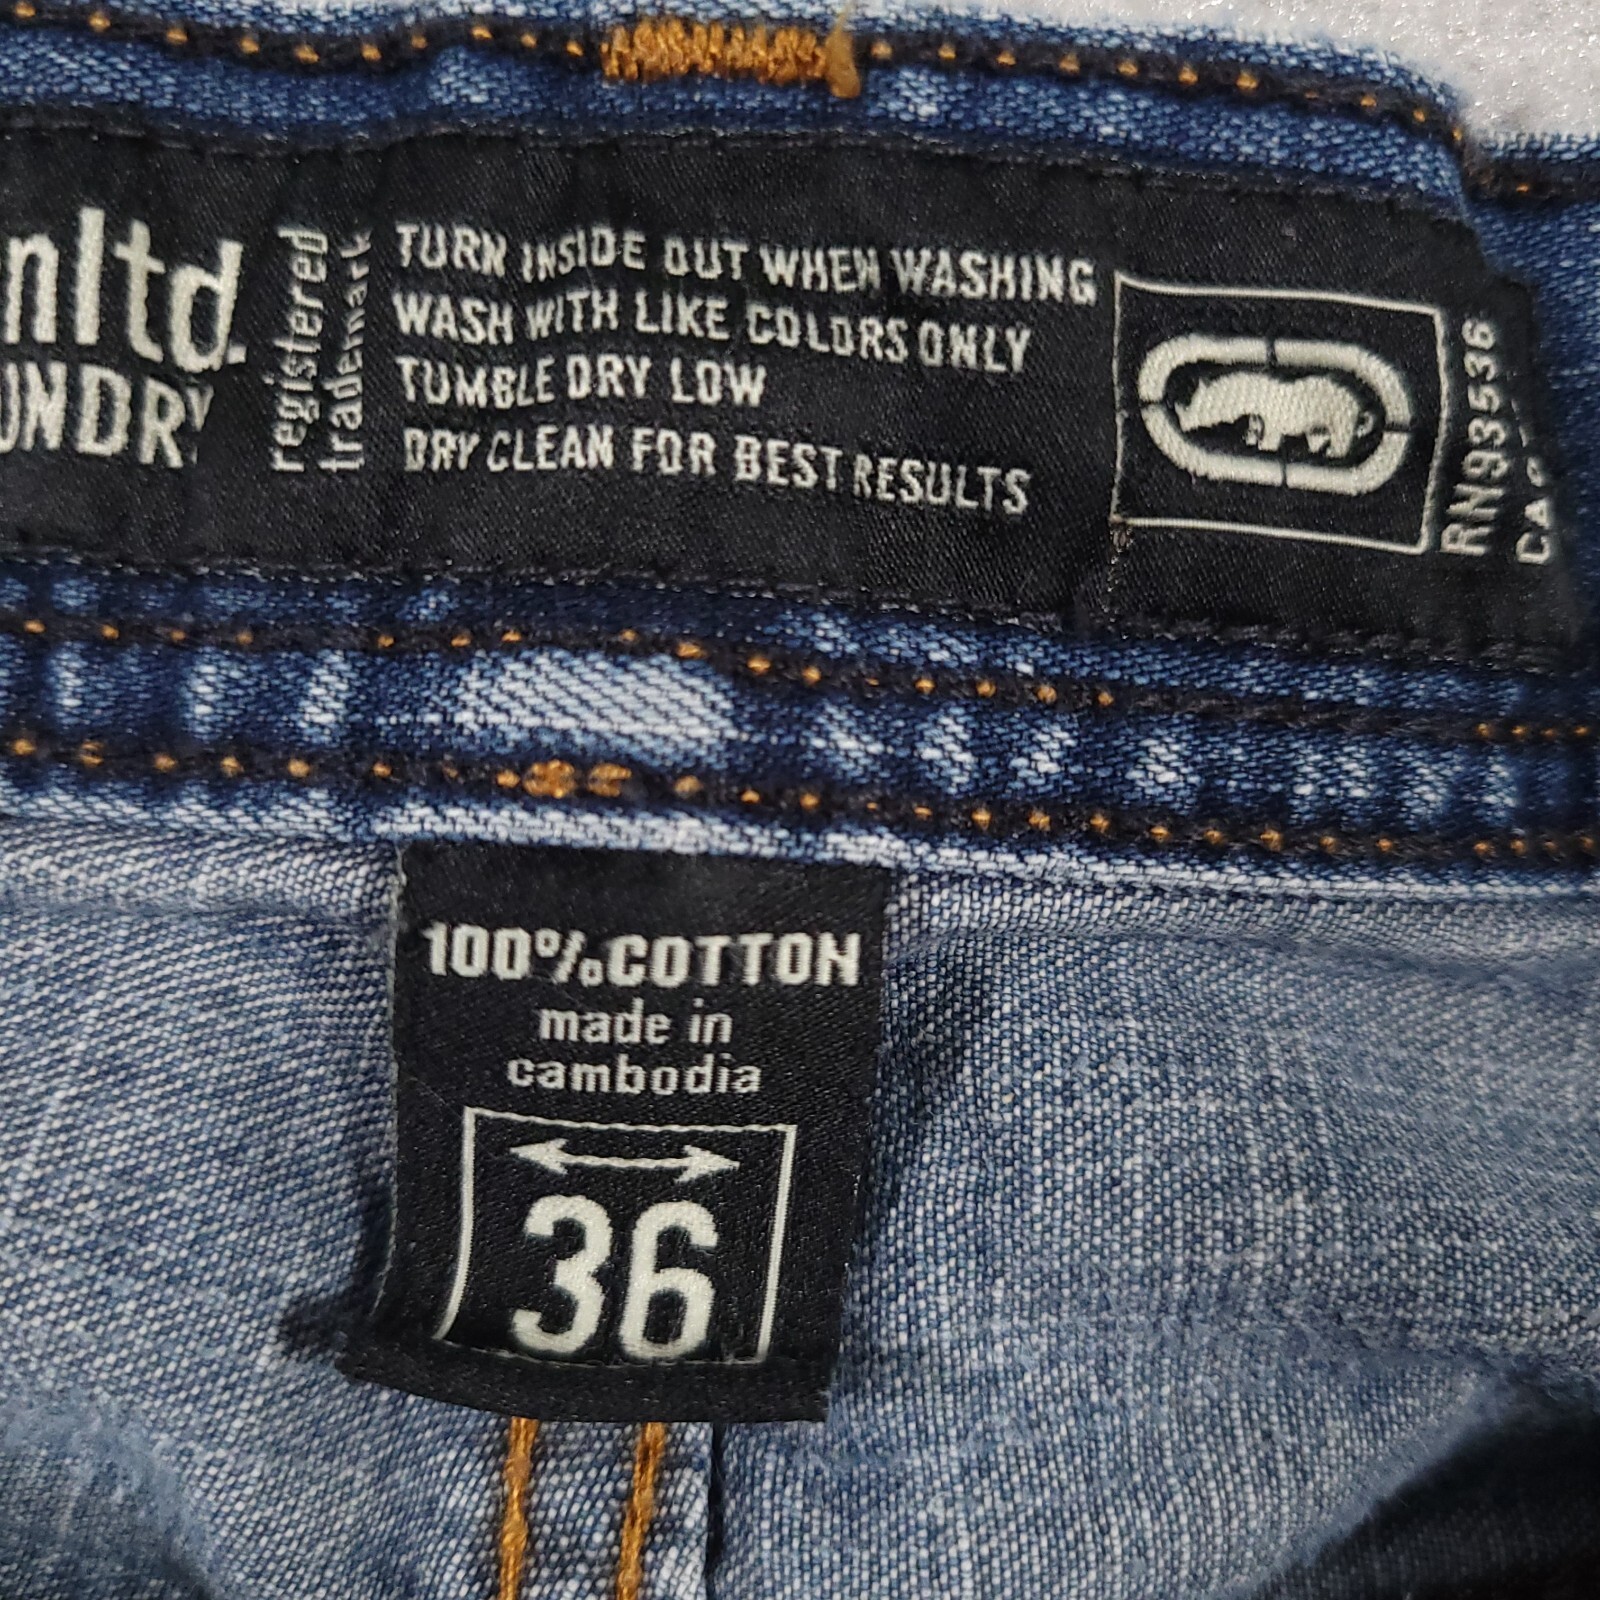 nltd.
UNDRY
registered
trademark
TURN INSIDE OUT WHEN WASHING
WASH WITH LIKE COLORS ONLY
TUMBLE DRY LOW
DRY CLEAN FOR BEST RESULTS
RN93536
100% COTTON
made in
cambodia
36